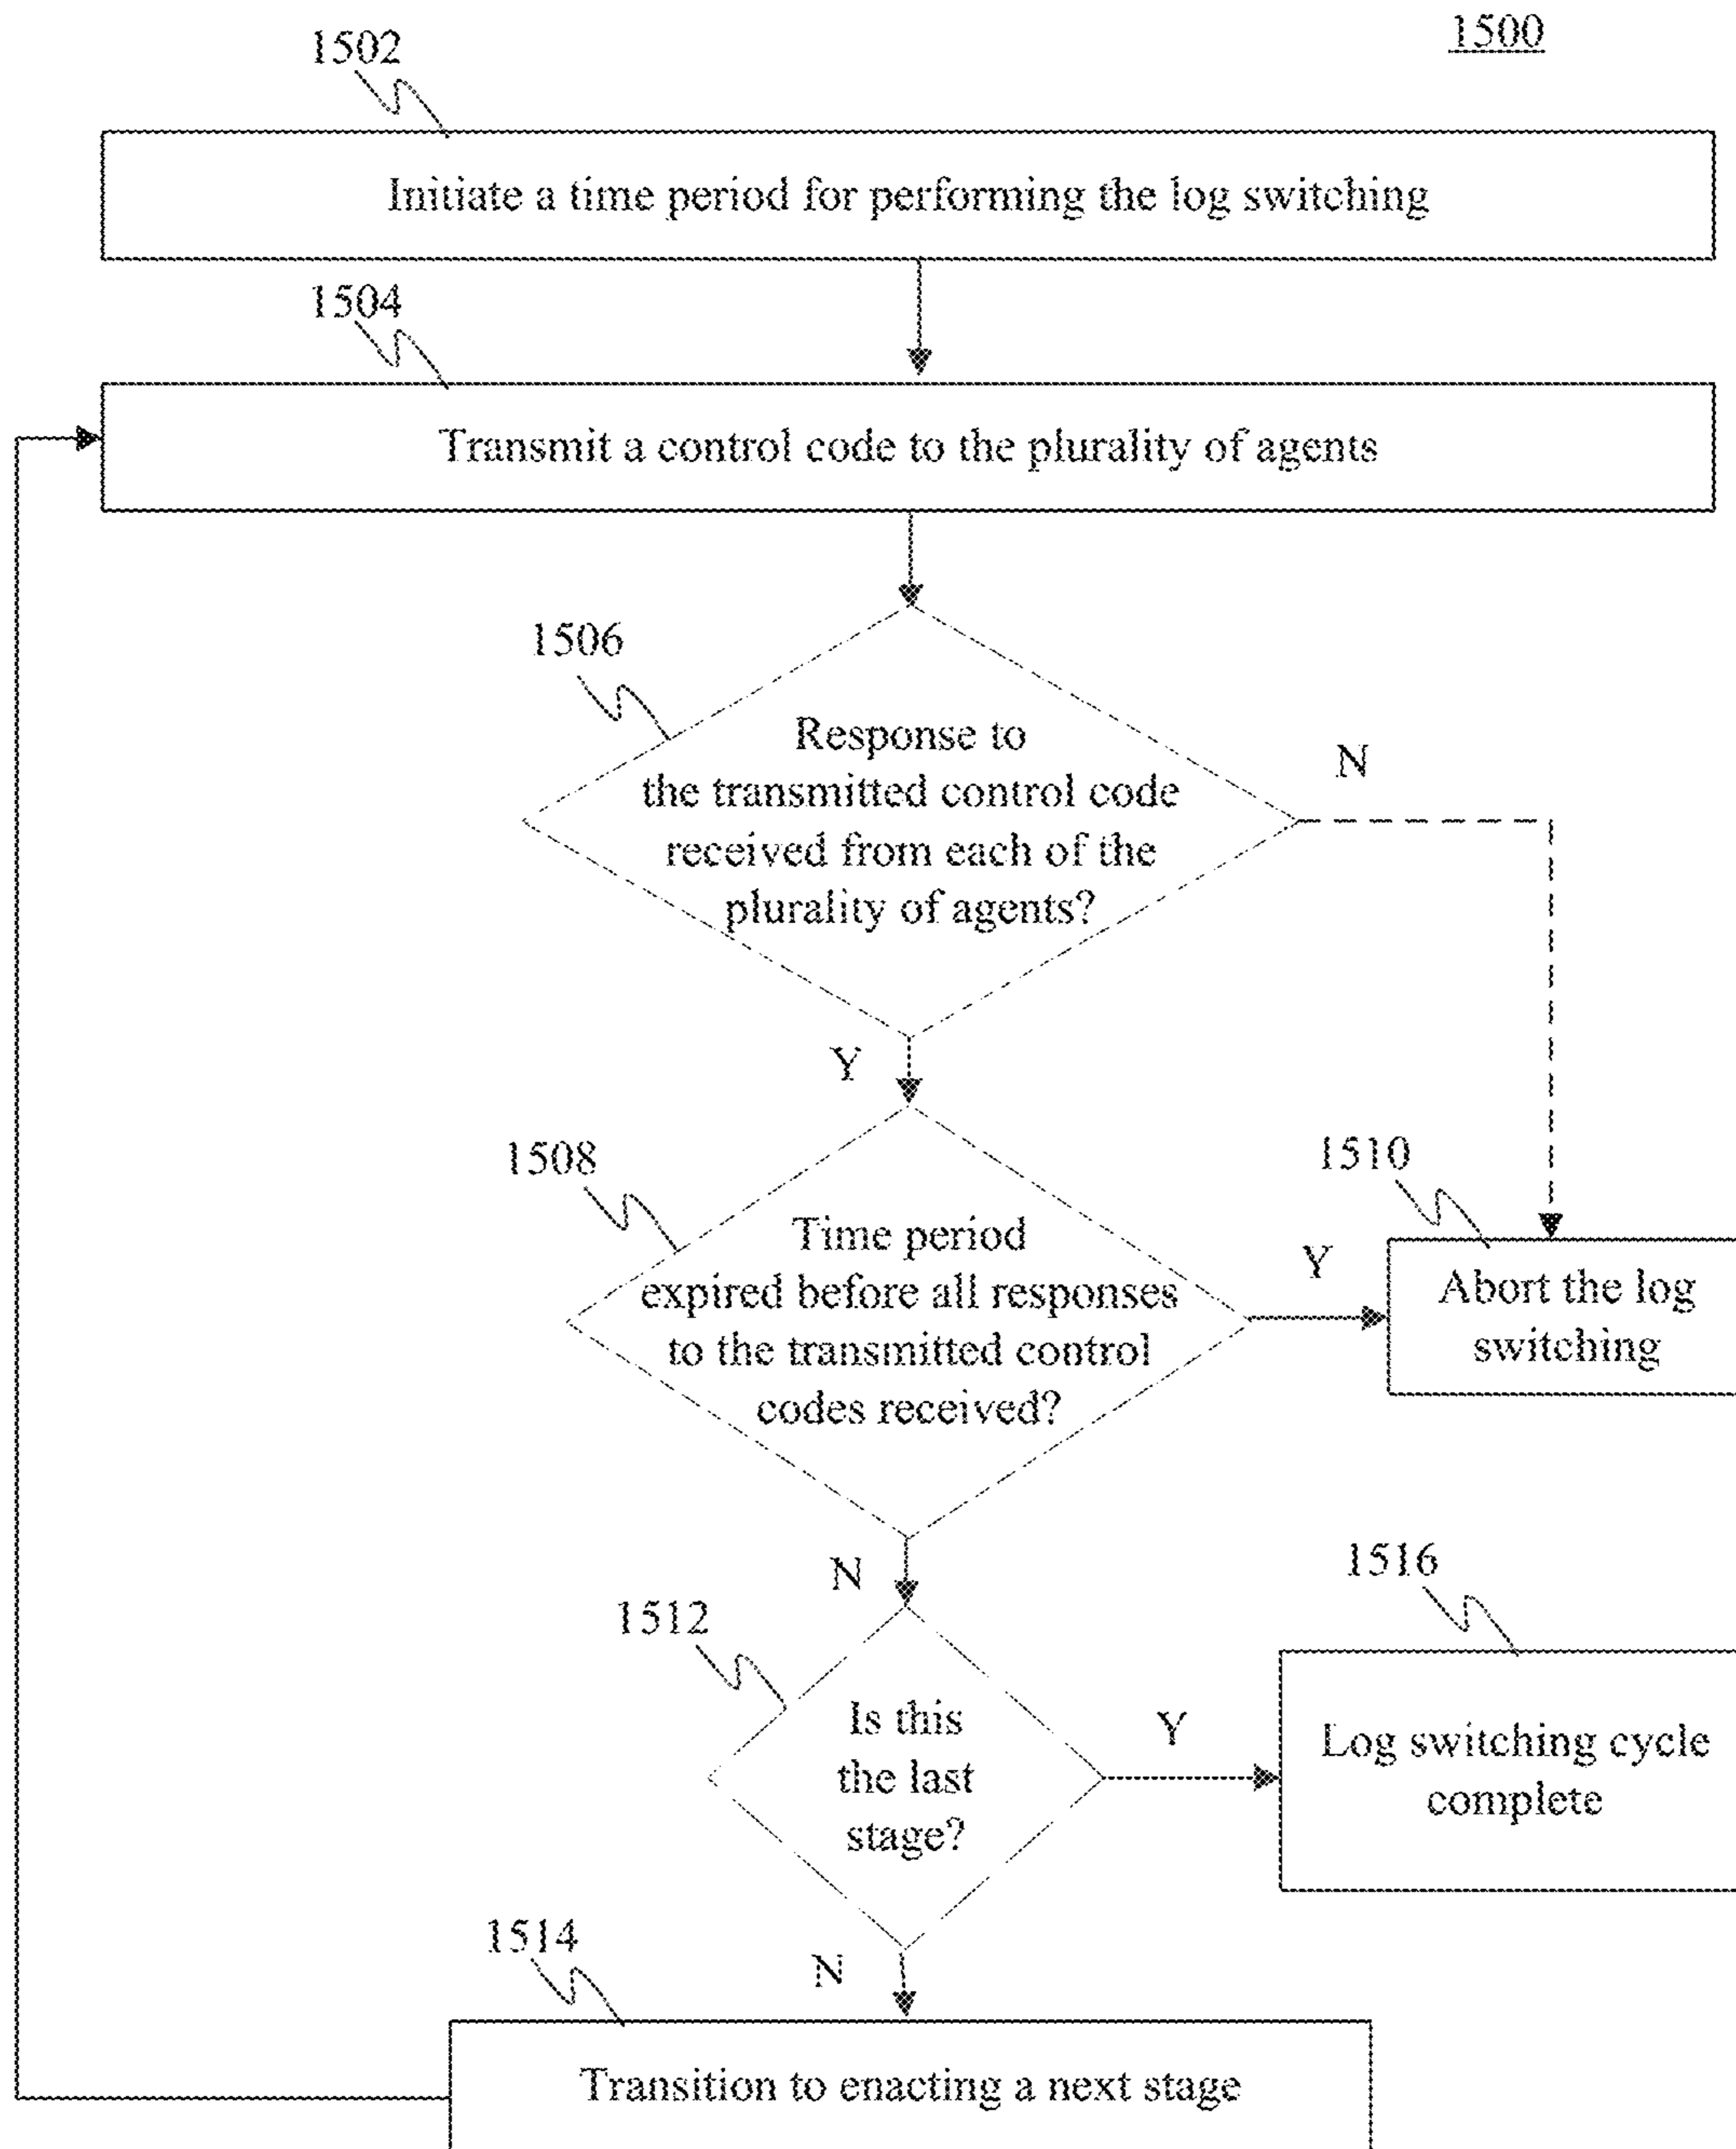 1500
1502
Initiate a time period for performing the log switching
1504
Transmit a control code to the plurality of agents
1506
Response to
the transmitted control code
received from each of the
plurality of agents?
N
Y
1508
Time period
expired before all responses
to the transmitted control
codes received?
Y
1510
Abort the log
switching
N
1512
Is this
the last
stage?
Y
1516
Log switching cycle
complete
N
1514
Transition to enacting a next stage